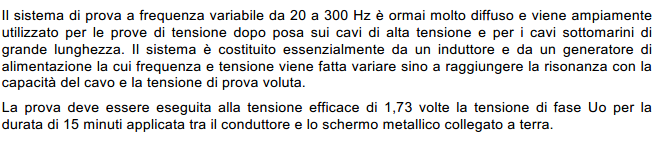 Il sistema di prova a frequenza variabile da 20 a 300 Hz è ormai molto diffuso e viene ampiamente
utilizzato per le prove di tensione dopo posa sui cavi di alta tensione e per i cavi sottomarini di
grande lunghezza. Il sistema è costituito essenzialmente da un induttore e da un generatore di
alimentazione la cui frequenza e tensione viene fatta variare sino a raggiungere la risonanza con la
capacità del cavo e la tensione di prova voluta.
La prova deve essere eseguita alla tensione efficace di 1,73 volte la tensione di fase Uo per la
durata di 15 minuti applicata tra il conduttore e lo schermo metallico collegato a terra.